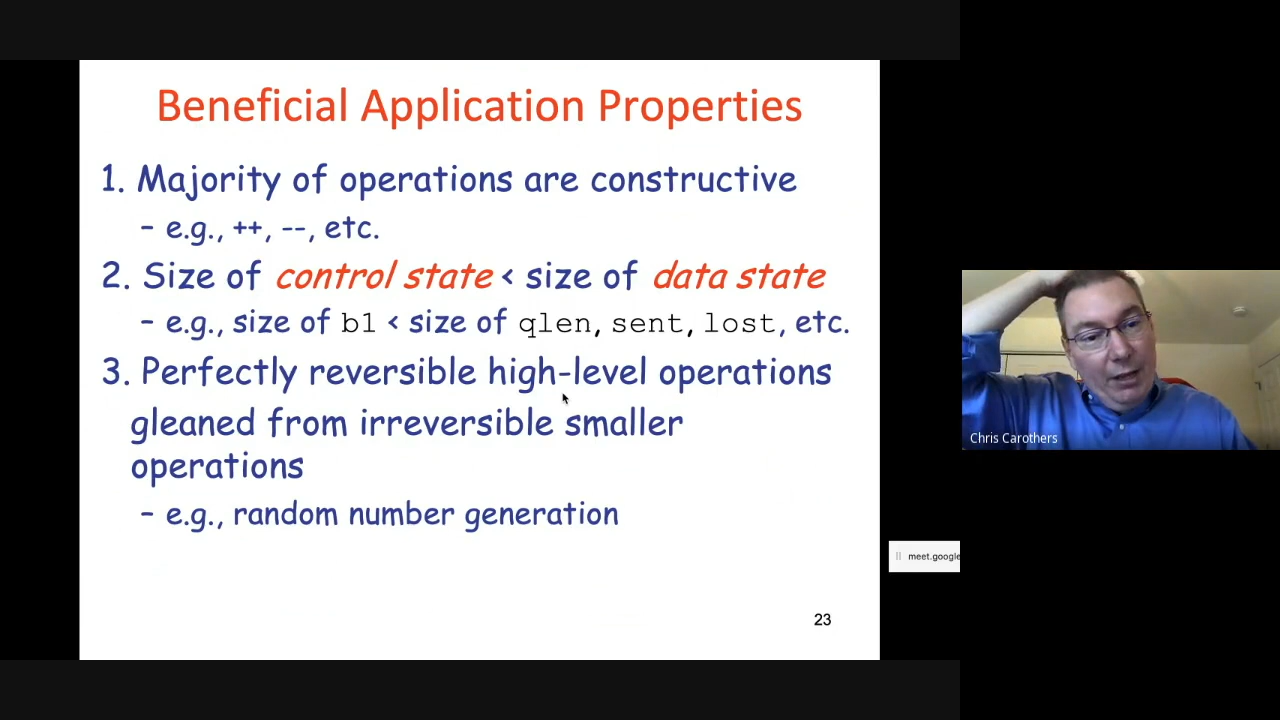 Beneficial Application Properties
1. Majority of operations are constructive
– e.g., ++, --, etc.
2. Size of control state < size of data state
– e.g., size of b1 < size of qlen, sent, lost, etc.
3. Perfectly reversible high-level operations
gleaned from irreversible smaller
operations
– e.g., random number generation
23
Chris Carothers
meet.google